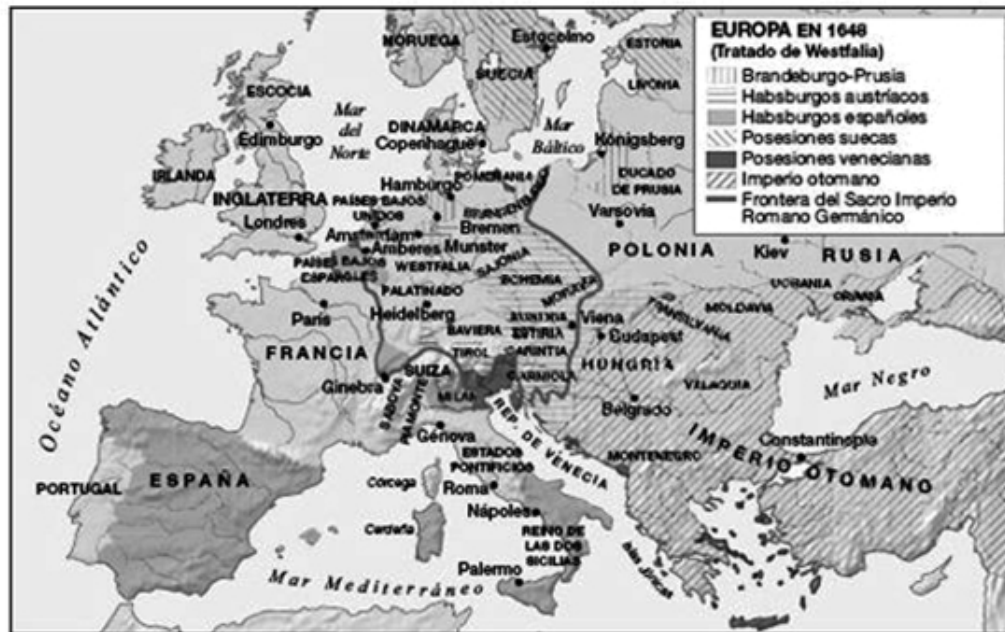 EUROPA EN 1648
(Tratado de Westfalia)
Brandeburgo-Prusia
Habsburgos austríacos
Habsburgos españoles
Posesiones suecas
Posesiones venecianas
Imperio otomano
Frontera del Sacro Imperio
Romano Germánico
NORUEGA
Estocolmo
SUECIA
ESTONIA
LIVONIA
ESCOCIA
Edimburgo
Mar
del
Norte
DINAMARCA
Copenhague
Mar
Báltico
Königsberg
DUCADO
DE PRUSIA
IRLANDA
INGLATERRA
Londres
Hamburgo
POMERANIA
BRANDENBURGO
PAÍSES BAJOS
UNIDOS
Bremen
Varsovia
Amsterdam
Amberes
Munster
POLONIA
Kiev
RUSIA
PAÍSES BAJOS
ESPAÑOLES
WESTFALIA
SAJONIA
BOHEMIA
MORAVIA
UCRANIA
CRIMEA
PALATINADO
Heidelberg
París
Océano Atlántico
FRANCIA
BAVIERA
AUSTRIA
ESTIRIA
Viena
Budapest
TRANSILVANIA
MOLDAVIA
TIROL
CARINTIA
HUNGRÍA
SUIZA
CARNIOLA
VALAQUIA
Mar Negro
Ginebra
SABOYA
PIAMONTE
MILÁN
Belgrado
REP. DE VENECIA
Génova
ESTADOS
PONTIFICIOS
MONTENEGRO
IMPERIO OTOMANO
Constantinopla
PORTUGAL
ESPAÑA
Córcega
Roma
Nápoles
Cerdeña
REINO DE
LAS DOS
SICILIAS
Palermo
Mar Mediterráneo